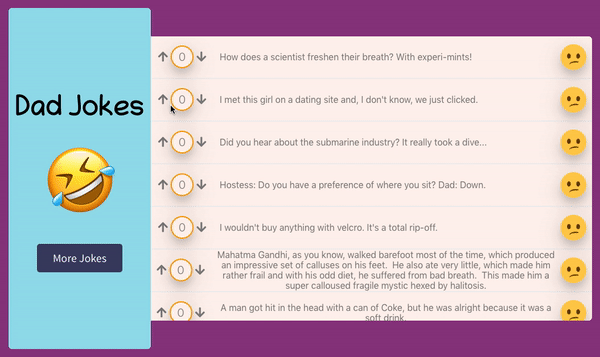 Dad Jokes
More Jokes
0 How does a scientist freshen their breath? With experi-mints!
0 I met this girl on a dating site and, I don't know, we just clicked.
0 Did you hear about the submarine industry? It really took a dive...
0 Hostess: Do you have a preference of where you sit? Dad: Down.
0 I wouldn't buy anything with velcro. It's a total rip-off.
Mahatma Gandhi, as you know, walked barefoot most of the time, which produced
an impressive set of calluses on his feet. He also ate very little, which made him
0
rather frail and with his odd diet, he suffered from bad breath. This made him a
super calloused fragile mystic hexed by halitosis.
A man got hit in the head with a can of Coke, but he was alright because it was a
0
soft drink.